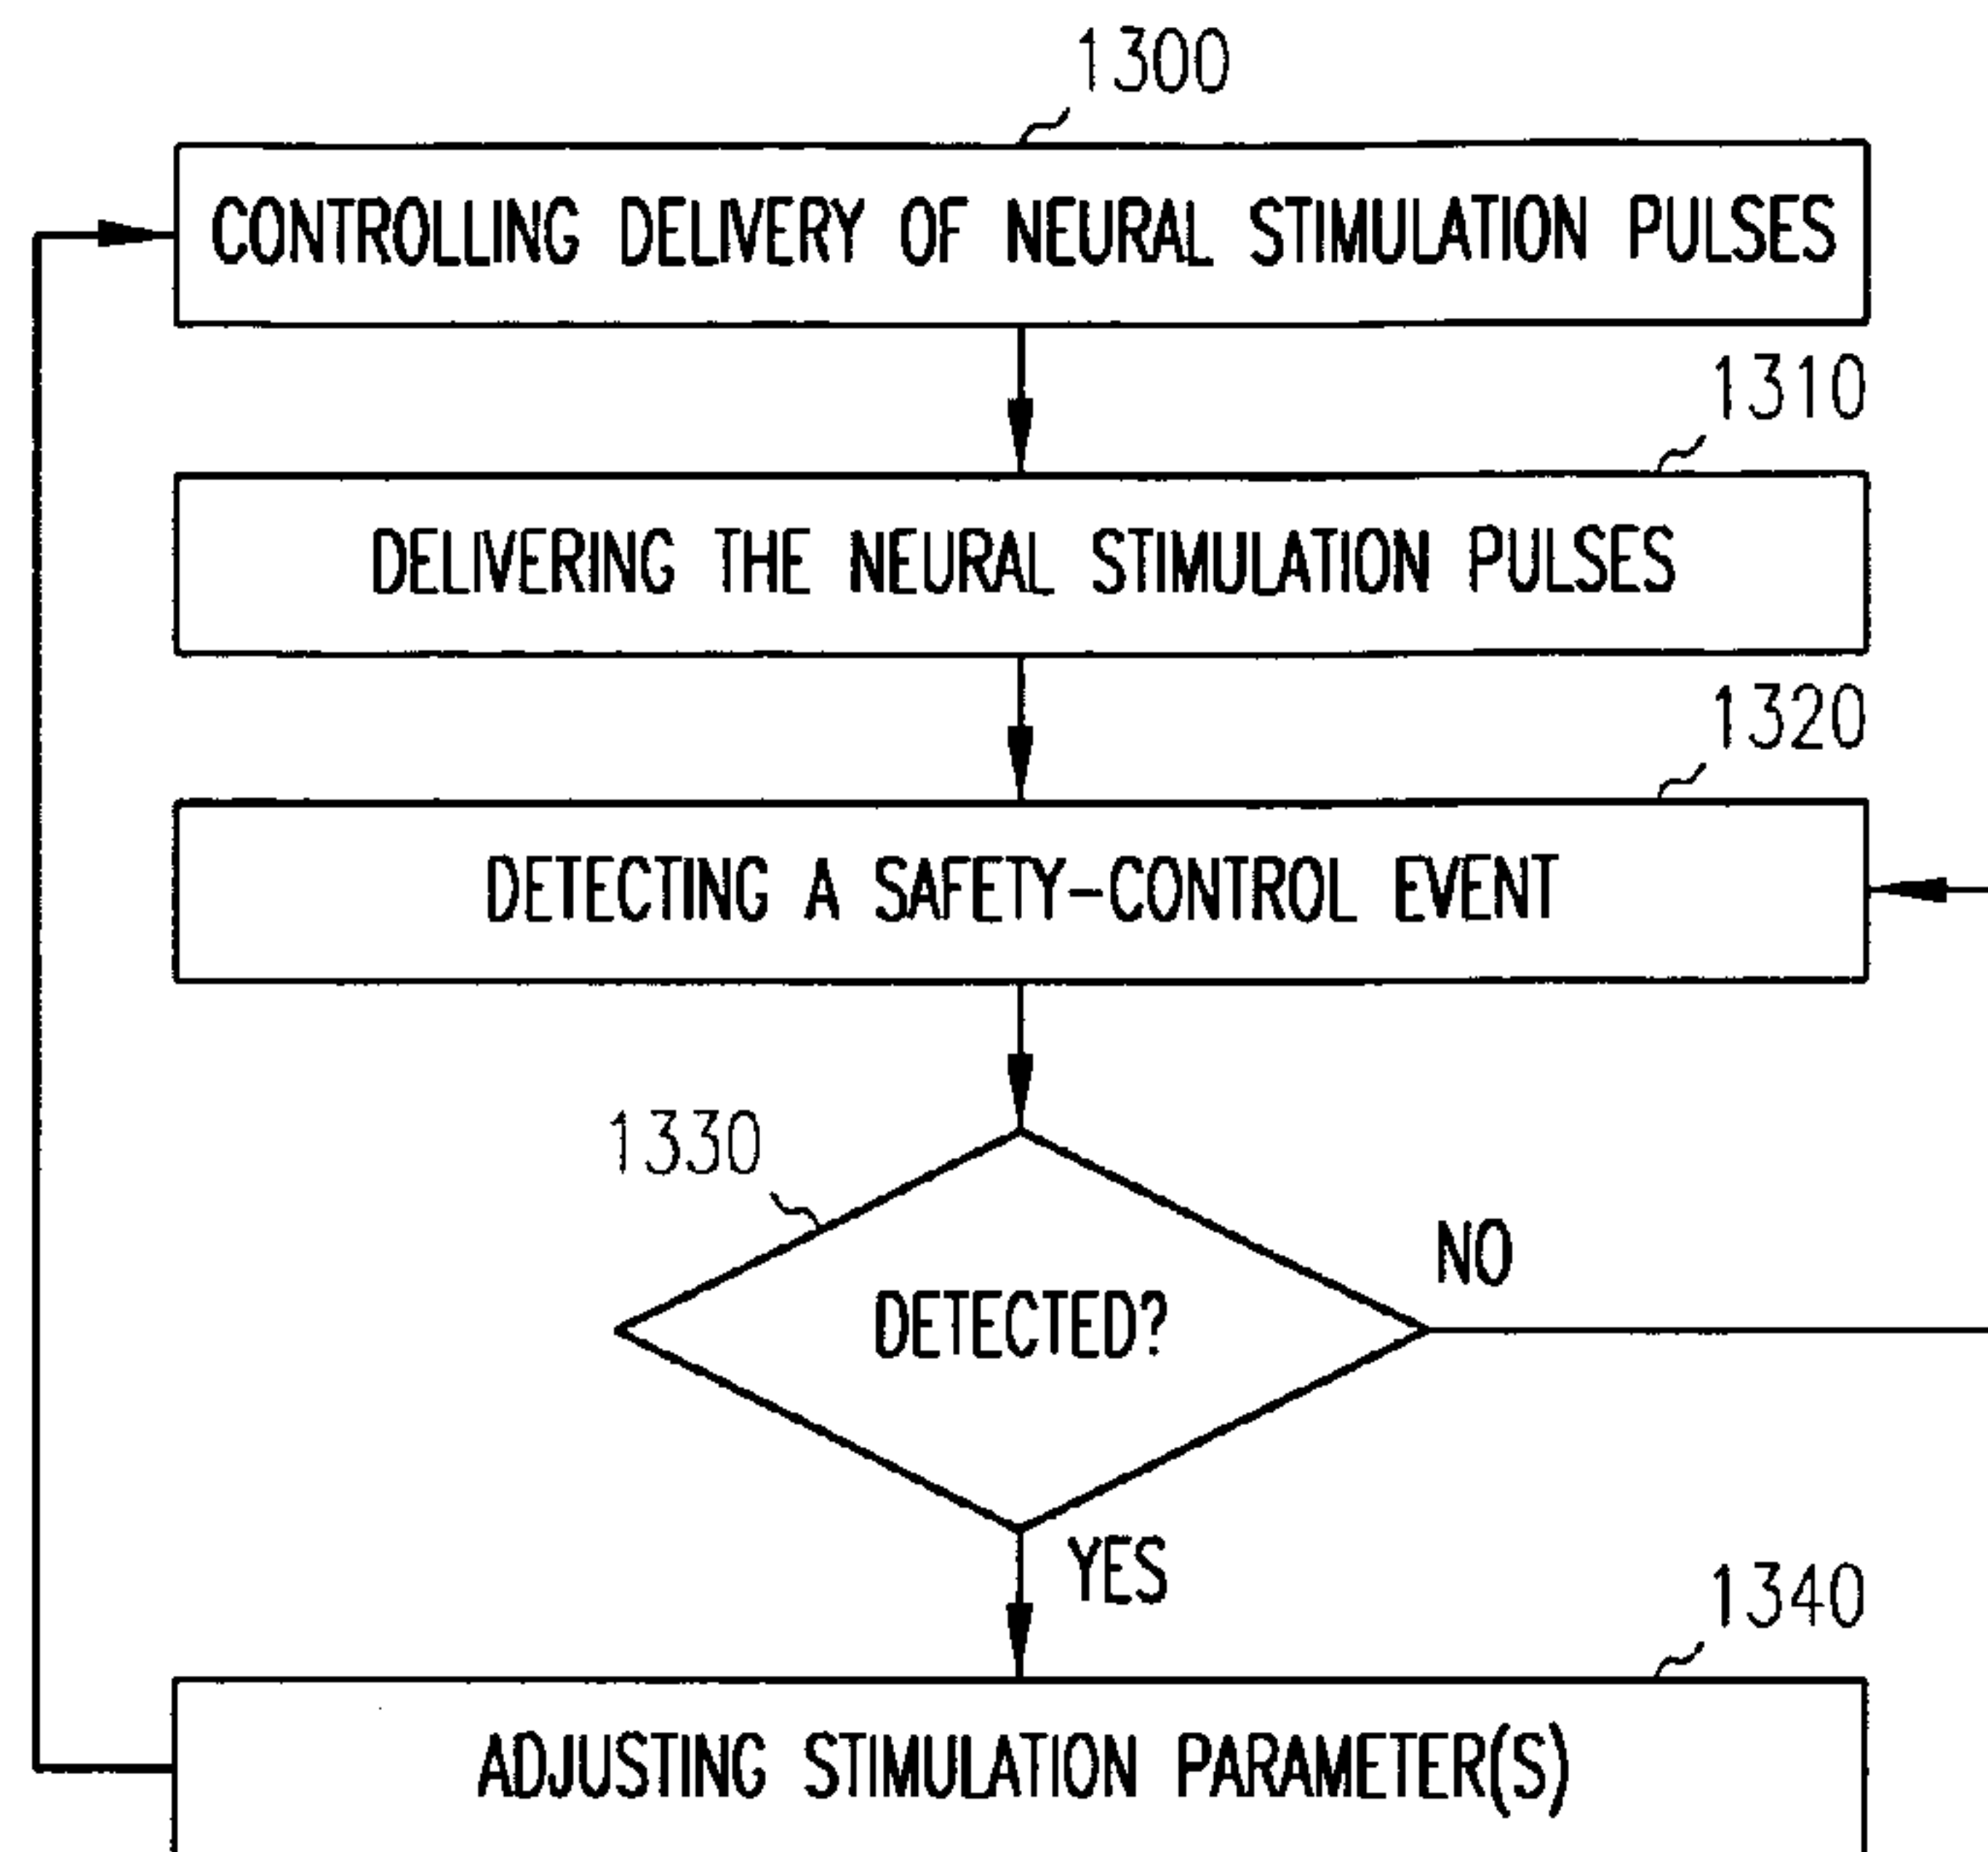 1300
CONTROLLING DELIVERY OF NEURAL STIMULATION PULSES
1310
DELIVERING THE NEURAL STIMULATION PULSES
1320
DETECTING A SAFETY-CONTROL EVENT
1330
DETECTED?
NO
YES
1340
ADJUSTING STIMULATION PARAMETER(S)